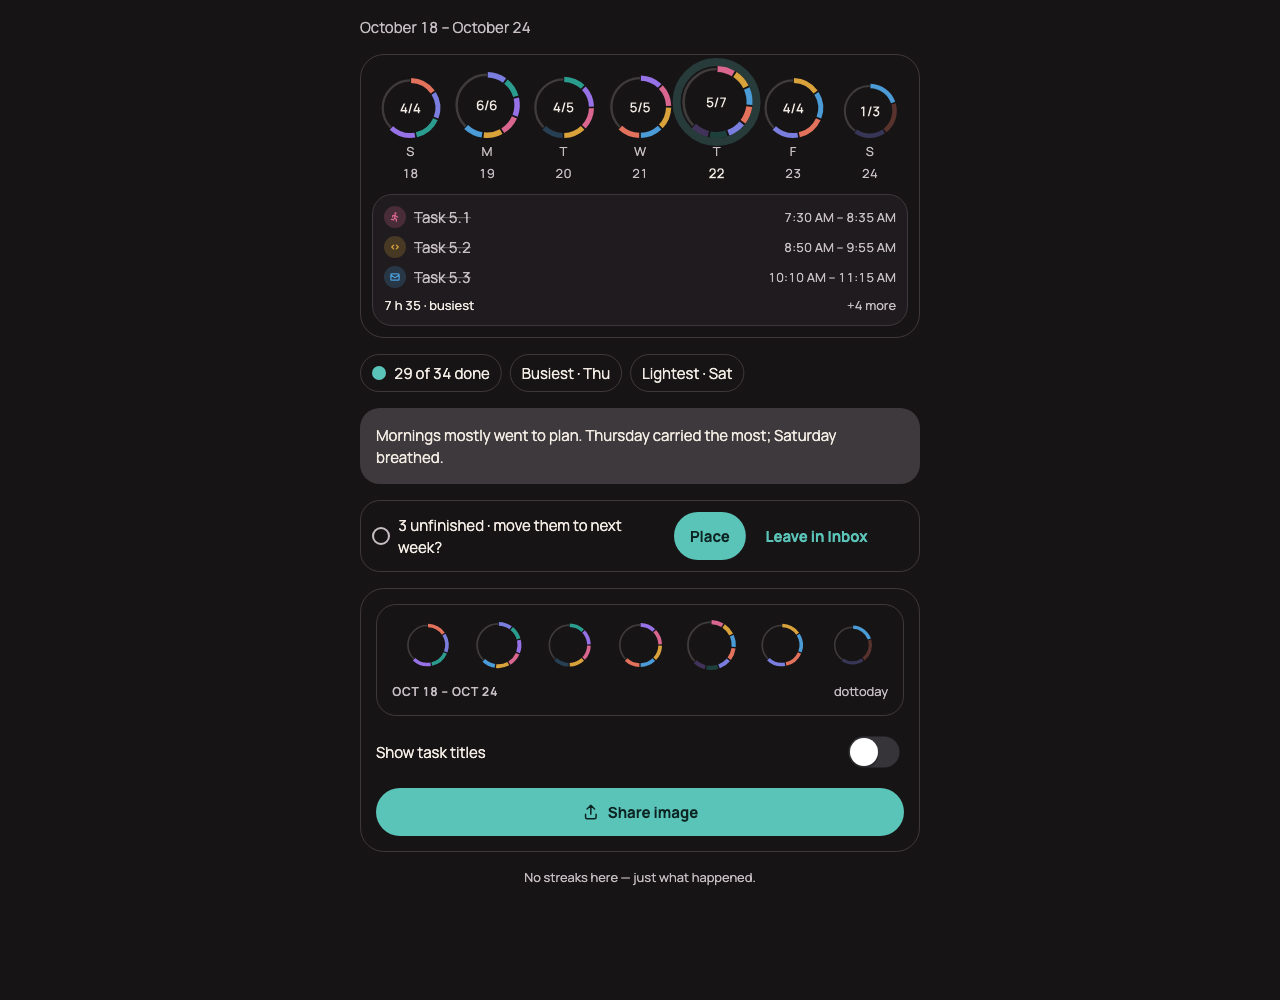 October 18 – October 24
4/4 6/6 4/5 5/5 5/7 4/4 1/3
S M T W T F S
18 19 20 21 22 23 24
Task 5.1 7:30 AM – 8:35 AM
Task 5.2 8:50 AM – 9:55 AM
Task 5.3 10:10 AM – 11:15 AM
7 h 35 · busiest +4 more
29 of 34 done Busiest · Thu Lightest · Sat
Mornings mostly went to plan. Thursday carried the most; Saturday
breathed.
3 unfinished · move them to next
week?
Place Leave in Inbox
OCT 18 – OCT 24 dottoday
Show task titles
Share image
No streaks here — just what happened.